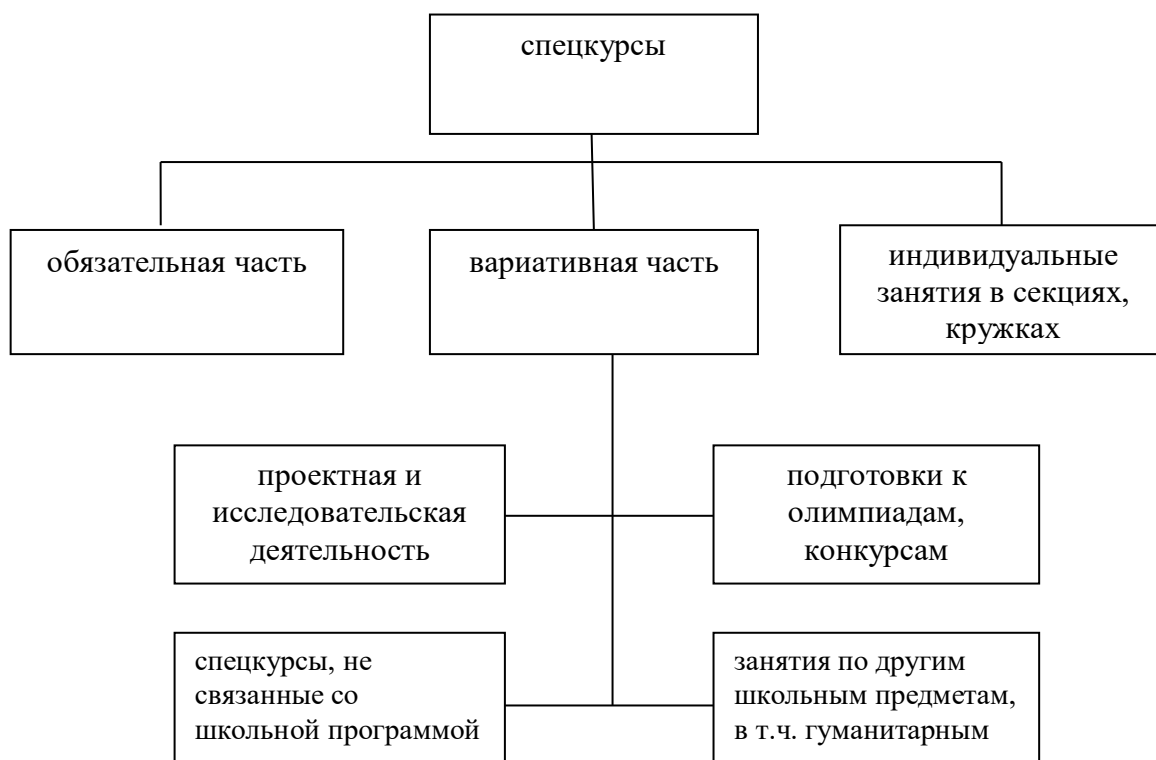 спецкурсы
обязательная часть
вариативная часть
индивидуальные
занятия в секциях,
кружках
проектная и
исследовательская
деятельность
подготовки к
олимпиадам,
конкурсам
спецкурсы, не
связанные со
школьной программой
занятия по другим
школьным предметам,
в т.ч. гуманитарным